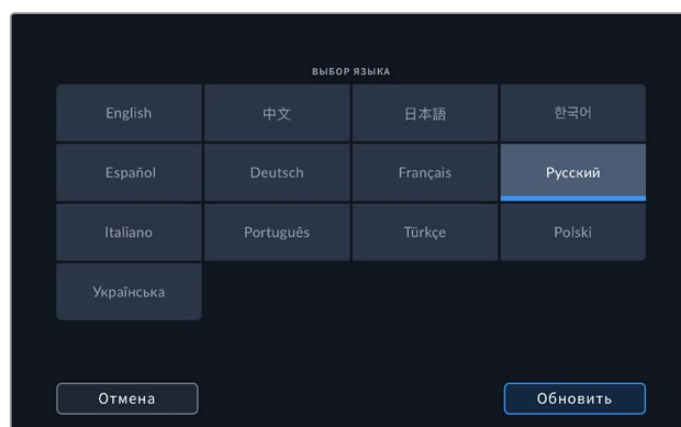 ВЫБОР ЯЗЫКА
English 中文 日本語 한국어
Español Deutsch Français Русский
Italiano Português Türkçe Polski
Українська
Отмена Обновить